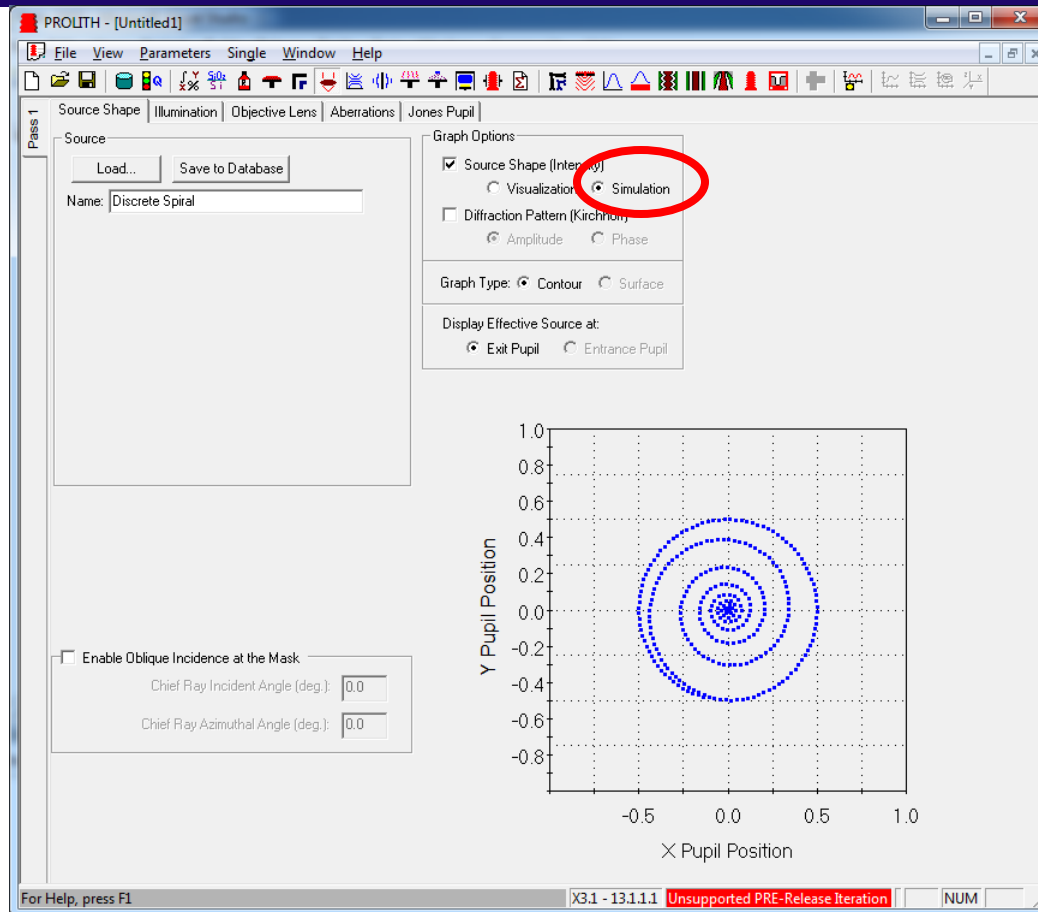 PROLITH - [Untitled1]
File View Parameters Single Window Help
Pass 1
Source Shape Illumination Objective Lens Aberrations Jones Pupil
Source
Load... Save to Database
Name: Discrete Spiral
Graph Options
Source Shape (Intensity)
Visualization Simulation
Diffraction Pattern (Kirchhoff)
Amplitude Phase
Graph Type: Contour Surface
Display Effective Source at:
Exit Pupil Entrance Pupil
Enable Oblique Incidence at the Mask
Chief Ray Incident Angle (deg.): 0.0
Chief Ray Azimuthal Angle (deg.): 0.0
1.0
0.8
0.6
0.4
0.2
0.0
-0.2
-0.4
-0.6
-0.8
Y Pupil Position
-0.5 0.0 0.5 1.0
X Pupil Position
For Help, press F1 X3.1 - 13.1.1.1 Unsupported PRE-Release Iteration NUM